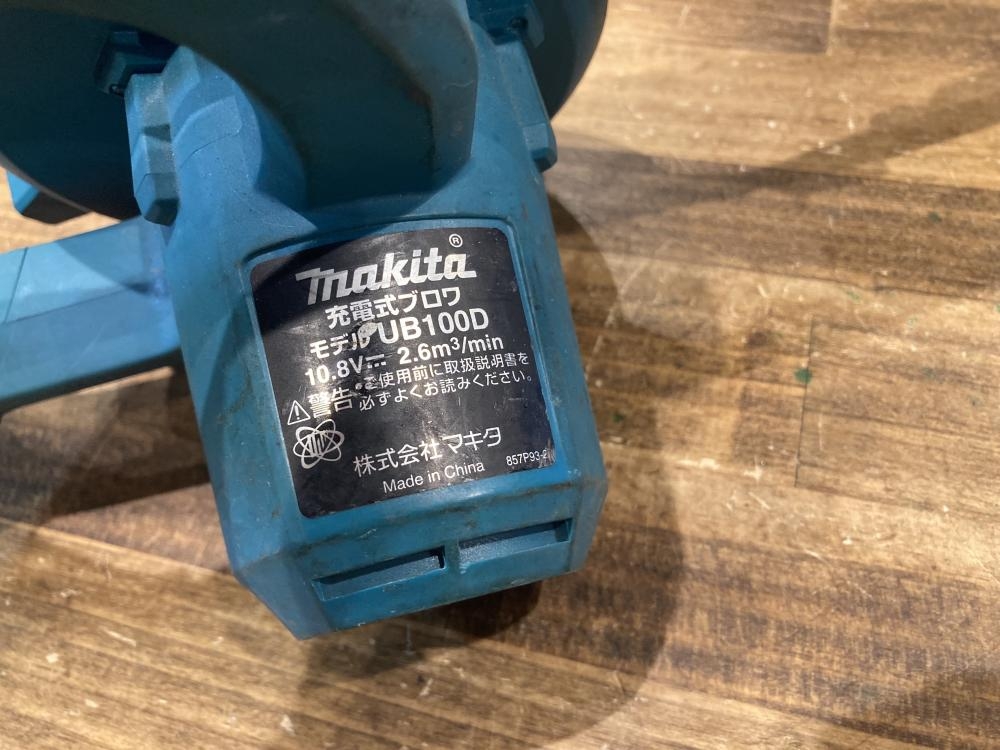 makita®
充電式ブロワ
モデル UB100D
10.8V⎓ 2.6m³/min
⚠警告 ・ご使用前に取扱説明書を
必ずよくお読みください。
株式会社マキタ
Made in China 857P93-2